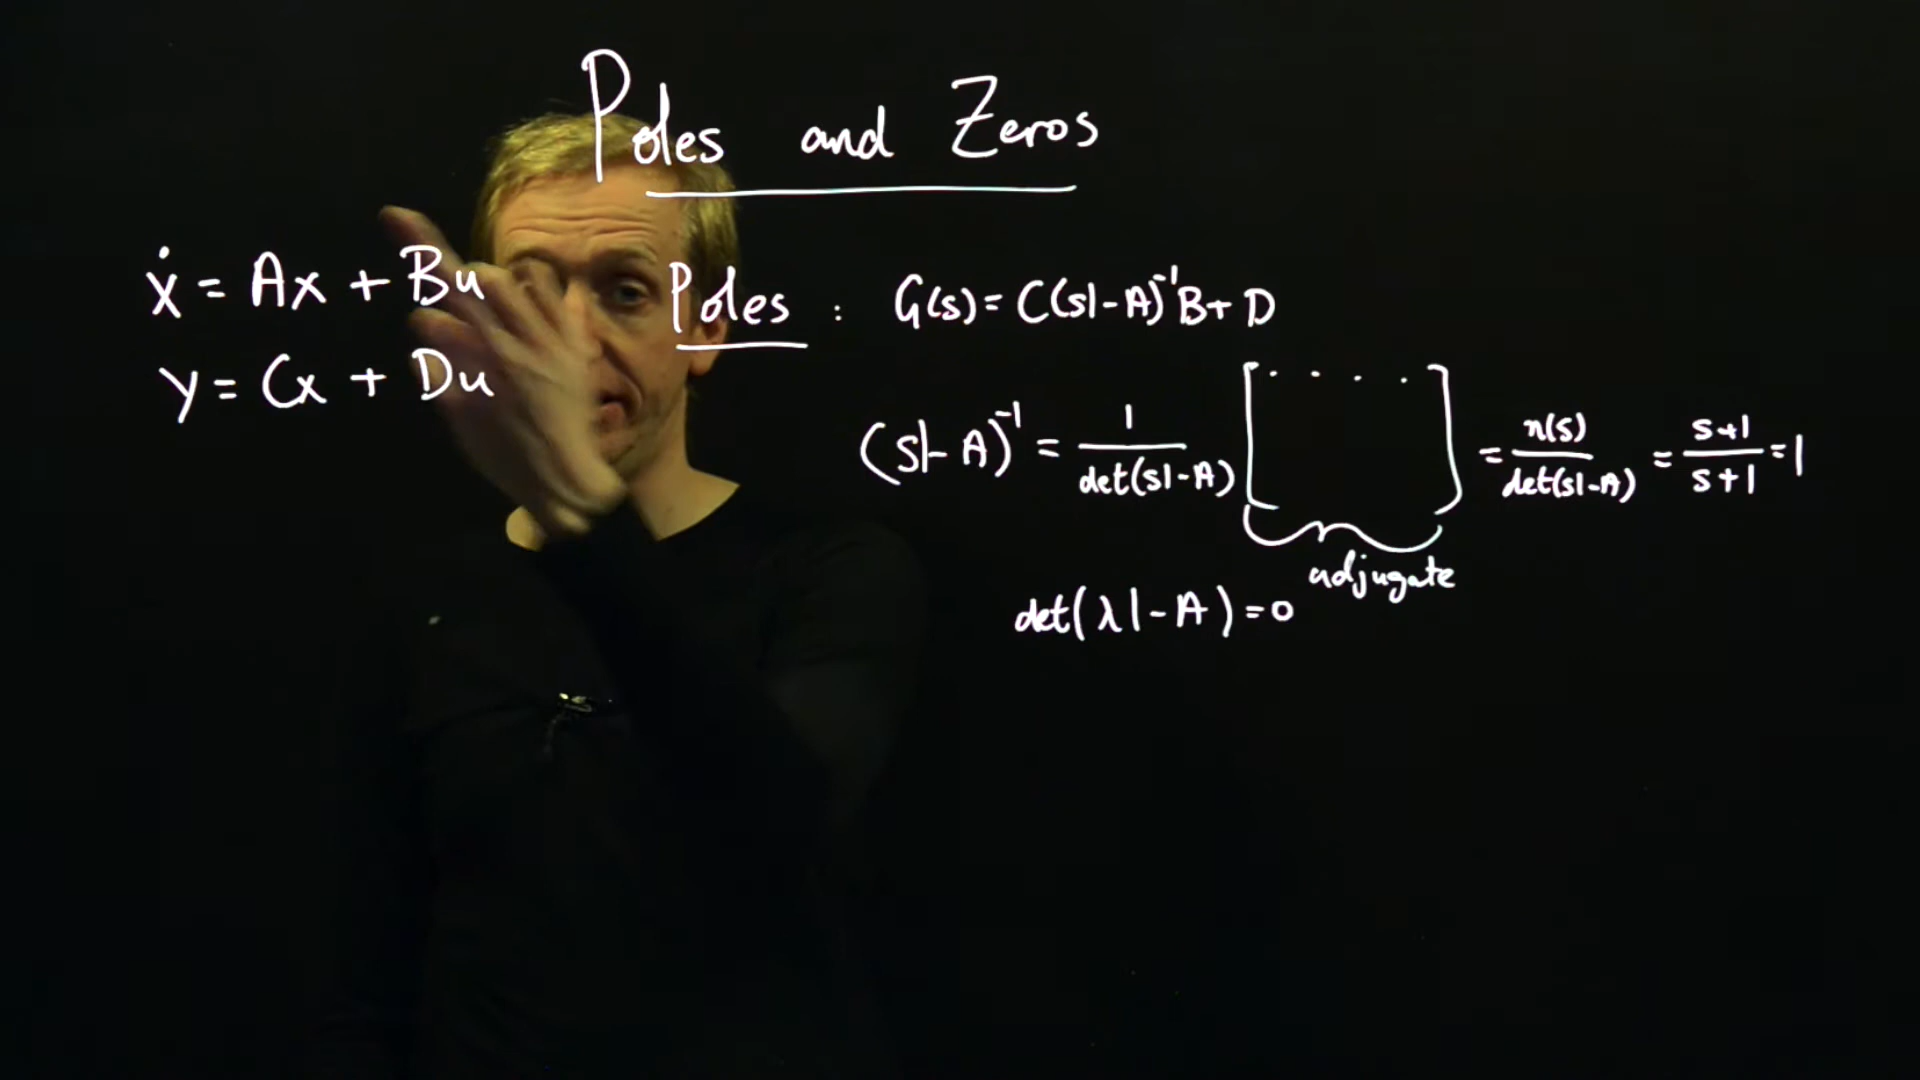 Poles and Zeros
ẋ = Ax + Bu
y = Cx + Du
Poles : G(s) = C(sI-A)⁻¹B + D
(sI-A)⁻¹ = 1/det(sI-A) [ . . . . ] = n(s)/det(sI-A) = s+1/s+1 = 1
adjugate
det(λI-A) = 0